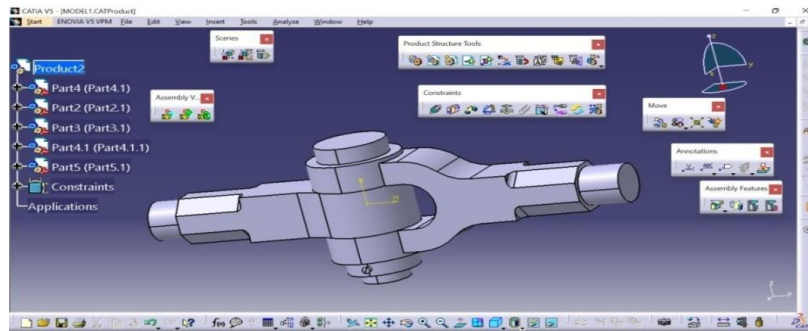 CATIA V5 - [MODEL1.CATProduct]
Start ENOVIA V5 VPM File Edit View Insert Tools Analyze Window Help
Scenes
Product Structure Tools
Product2
Part4 (Part4.1)
Assembly V...
Constraints
Part2 (Part2.1)
Move
Part3 (Part3.1)
Part4.1 (Part4.1.1)
Annotations
Part5 (Part5.1)
Assembly Features
Constraints
Applications